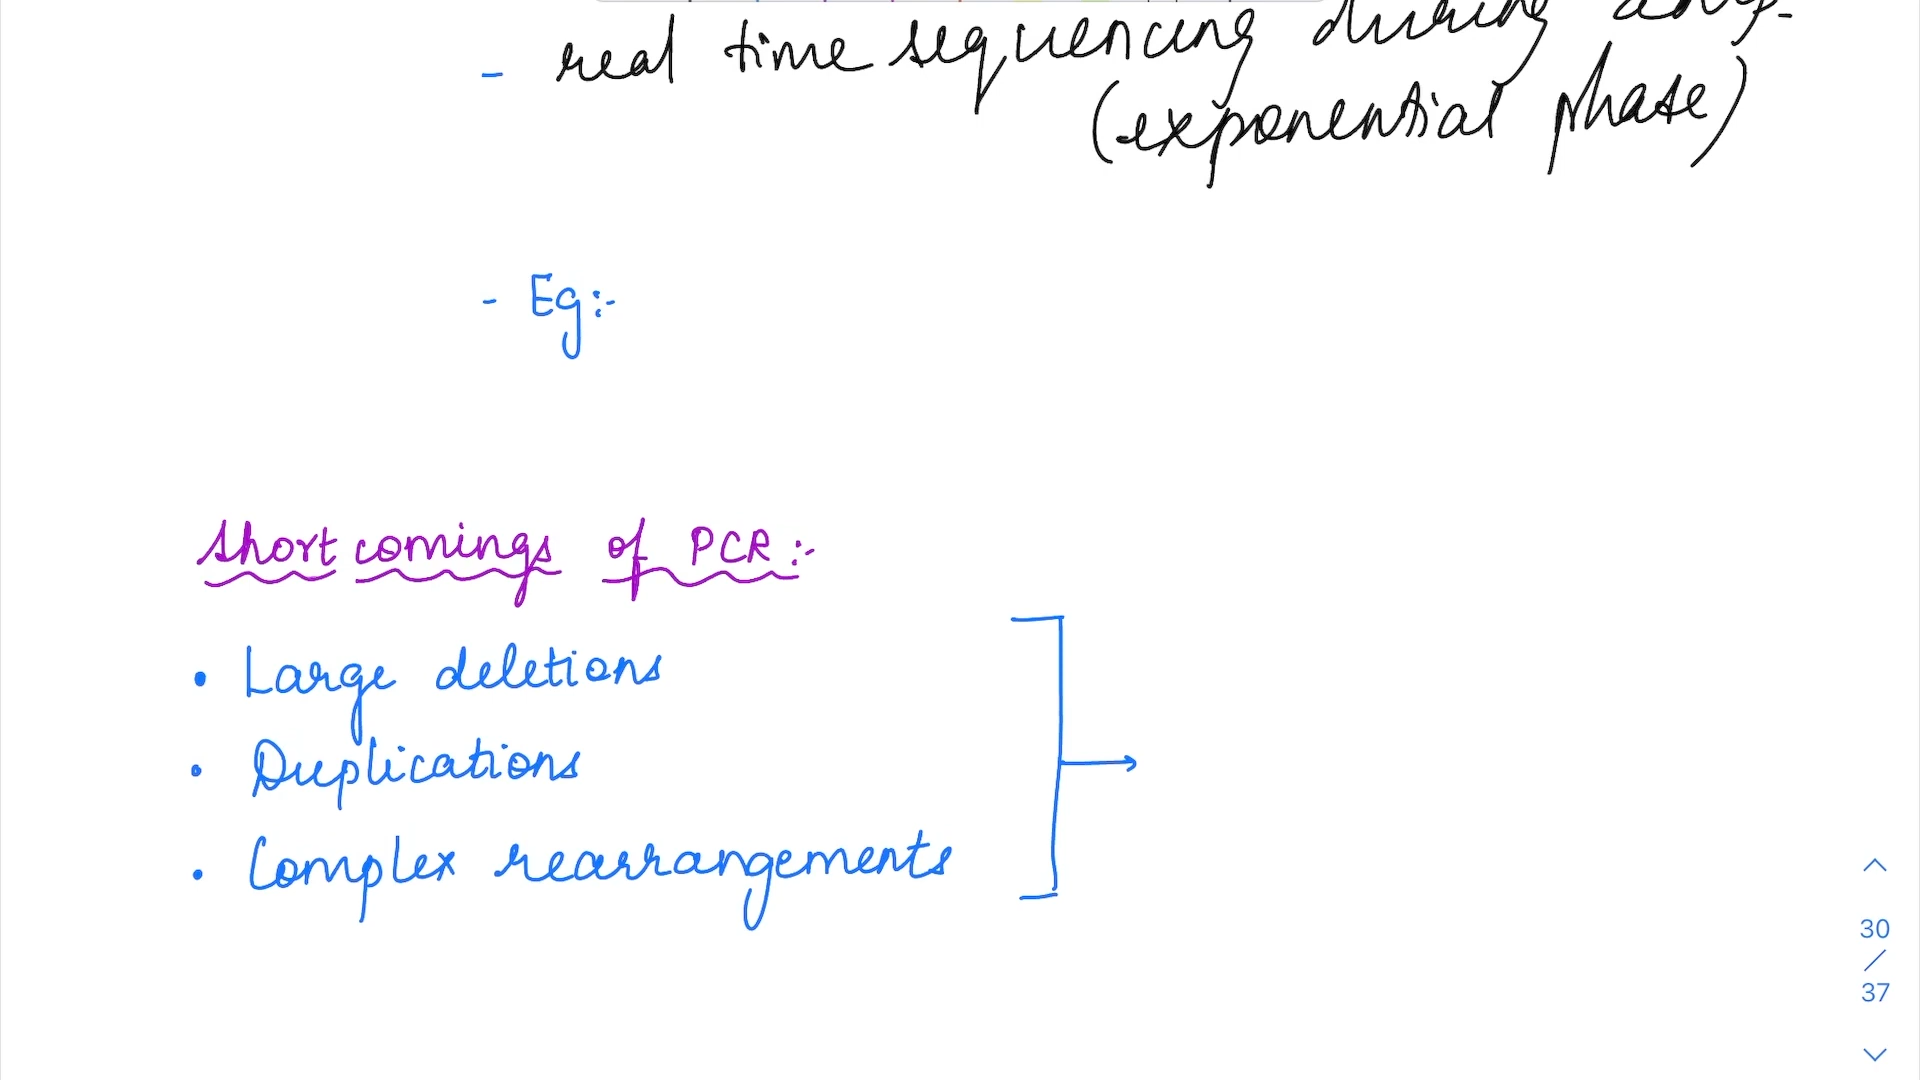 - real time sequencing during
(exponential phase)
- Eg:-
Short comings of PCR:-
• Large deletions
• Duplications
• Complex rearrangements
30
/
37